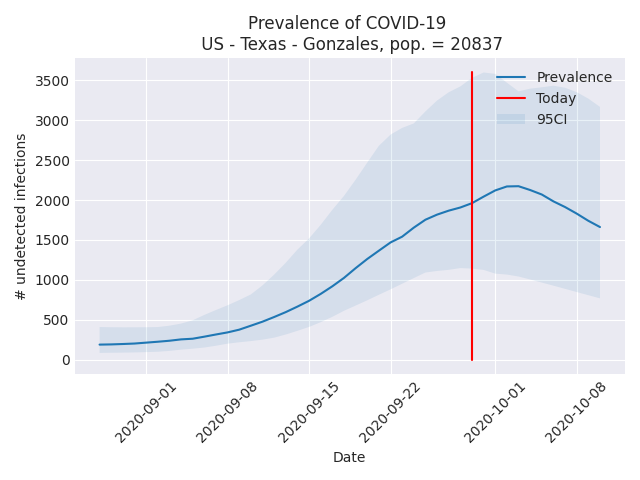 Prevalence of COVID-19
US - Texas - Gonzales, pop. = 20837
3500
3000
2500
2000
1500
1000
500
0
# undetected infections
Prevalence
Today
95CI
2020-09-01
2020-09-08
2020-09-15
2020-09-22
2020-10-01
2020-10-08
Date